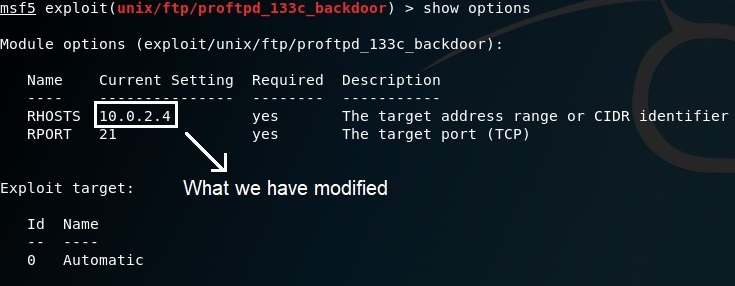 msf5 exploit(unix/ftp/proftpd_133c_backdoor) > show options
Module options (exploit/unix/ftp/proftpd_133c_backdoor):
Name Current Setting Required Description
---- --------------- -------- -----------
RHOSTS 10.0.2.4 yes The target address range or CIDR identifier
RPORT 21 yes The target port (TCP)
What we have modified
Exploit target:
Id Name
-- ----
0 Automatic